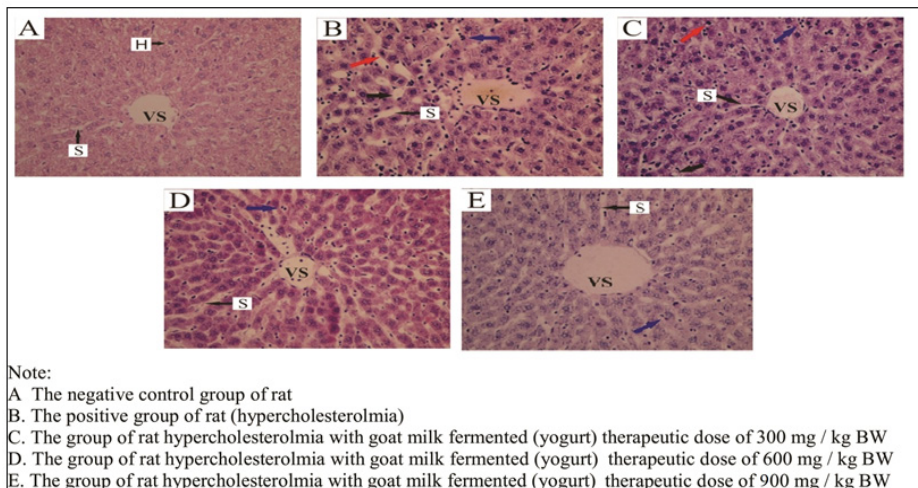 A
H
VS
S
B
VS
S
C
S
VS
D
VS
S
E
S
VS
Note:
A The negative control group of rat
B. The positive group of rat (hypercholesterolmia)
C. The group of rat hypercholesterolmia with goat milk fermented (yogurt) therapeutic dose of 300 mg / kg BW
D. The group of rat hypercholesterolmia with goat milk fermented (yogurt) therapeutic dose of 600 mg / kg BW
E. The group of rat hypercholesterolmia with goat milk fermented (yogurt) therapeutic dose of 900 mg / kg BW